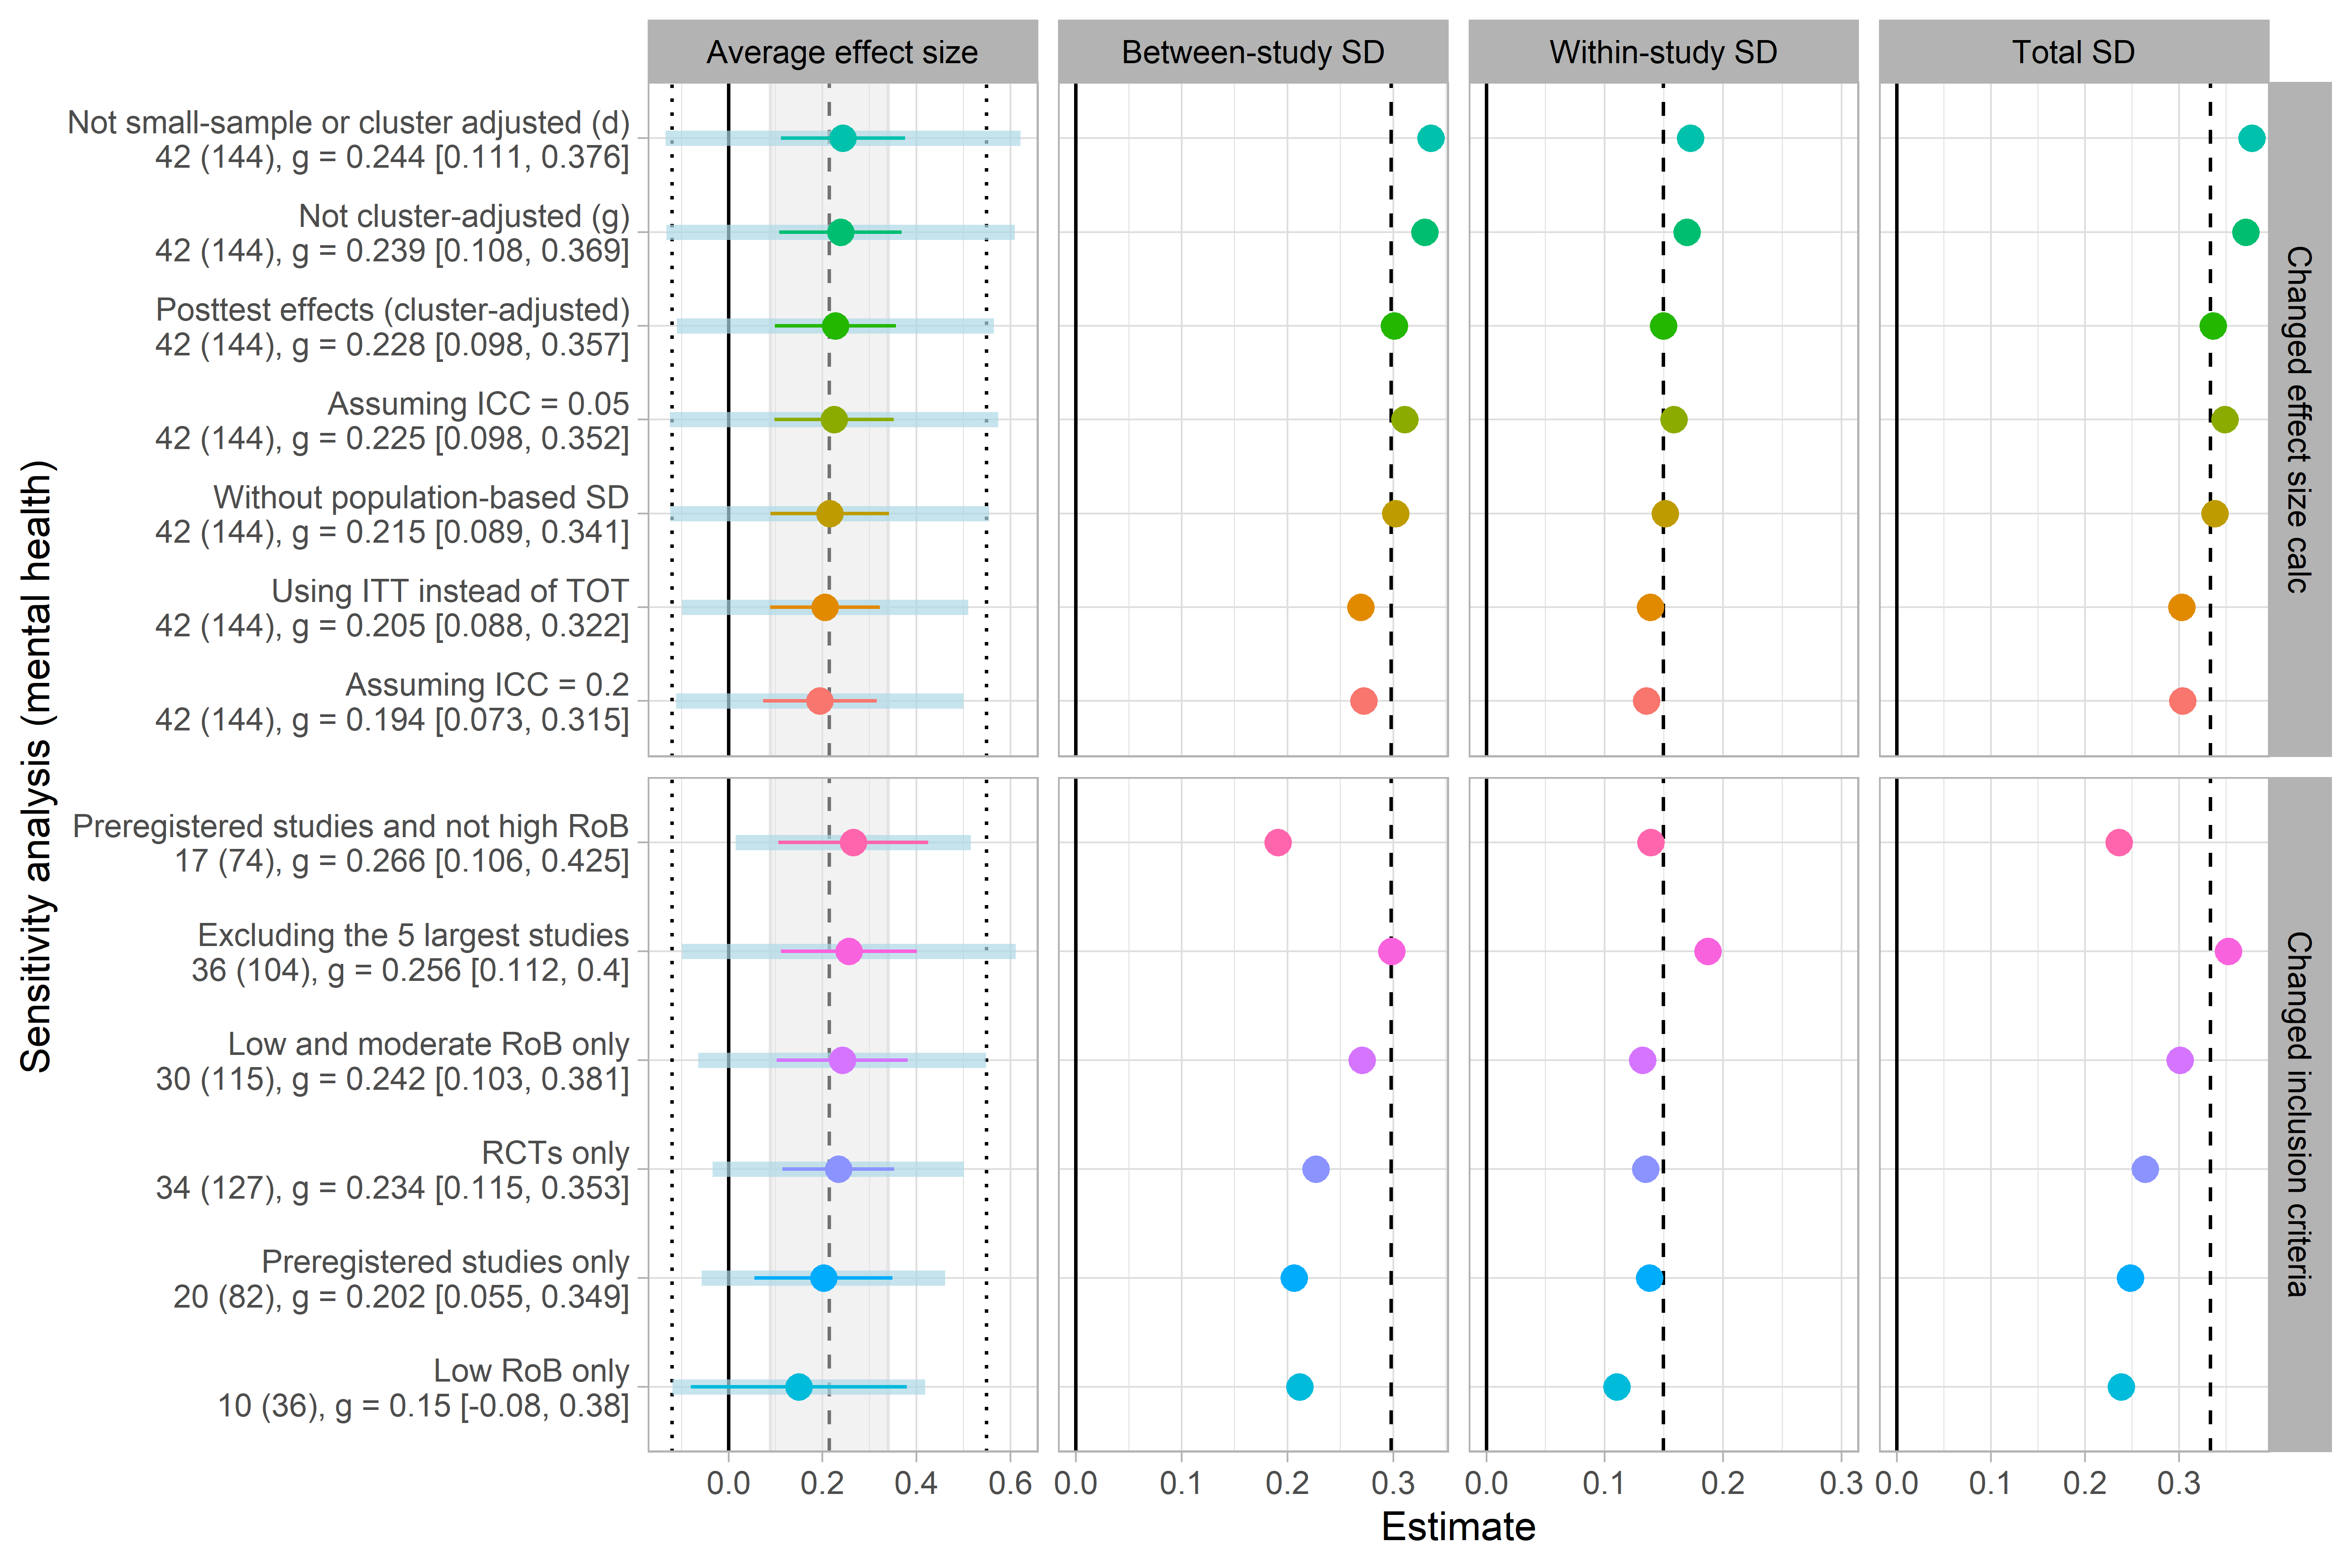 Average effect size
Between-study SD
Within-study SD
Total SD
Sensitivity analysis (mental health)
Not small-sample or cluster adjusted (d)
42 (144), g = 0.244 [0.111, 0.376]
Not cluster-adjusted (g)
42 (144), g = 0.239 [0.108, 0.369]
Posttest effects (cluster-adjusted)
42 (144), g = 0.228 [0.098, 0.357]
Assuming ICC = 0.05
42 (144), g = 0.225 [0.098, 0.352]
Without population-based SD
42 (144), g = 0.215 [0.089, 0.341]
Using ITT instead of TOT
42 (144), g = 0.205 [0.088, 0.322]
Assuming ICC = 0.2
42 (144), g = 0.194 [0.073, 0.315]
Changed effect size calc
Preregistered studies and not high RoB
17 (74), g = 0.266 [0.106, 0.425]
Excluding the 5 largest studies
36 (104), g = 0.256 [0.112, 0.4]
Low and moderate RoB only
30 (115), g = 0.242 [0.103, 0.381]
RCTs only
34 (127), g = 0.234 [0.115, 0.353]
Preregistered studies only
20 (82), g = 0.202 [0.055, 0.349]
Low RoB only
10 (36), g = 0.15 [-0.08, 0.38]
Changed inclusion criteria
0.0 0.2 0.4 0.6
0.0 0.1 0.2 0.3
0.0 0.1 0.2 0.3
0.0 0.1 0.2 0.3
Estimate